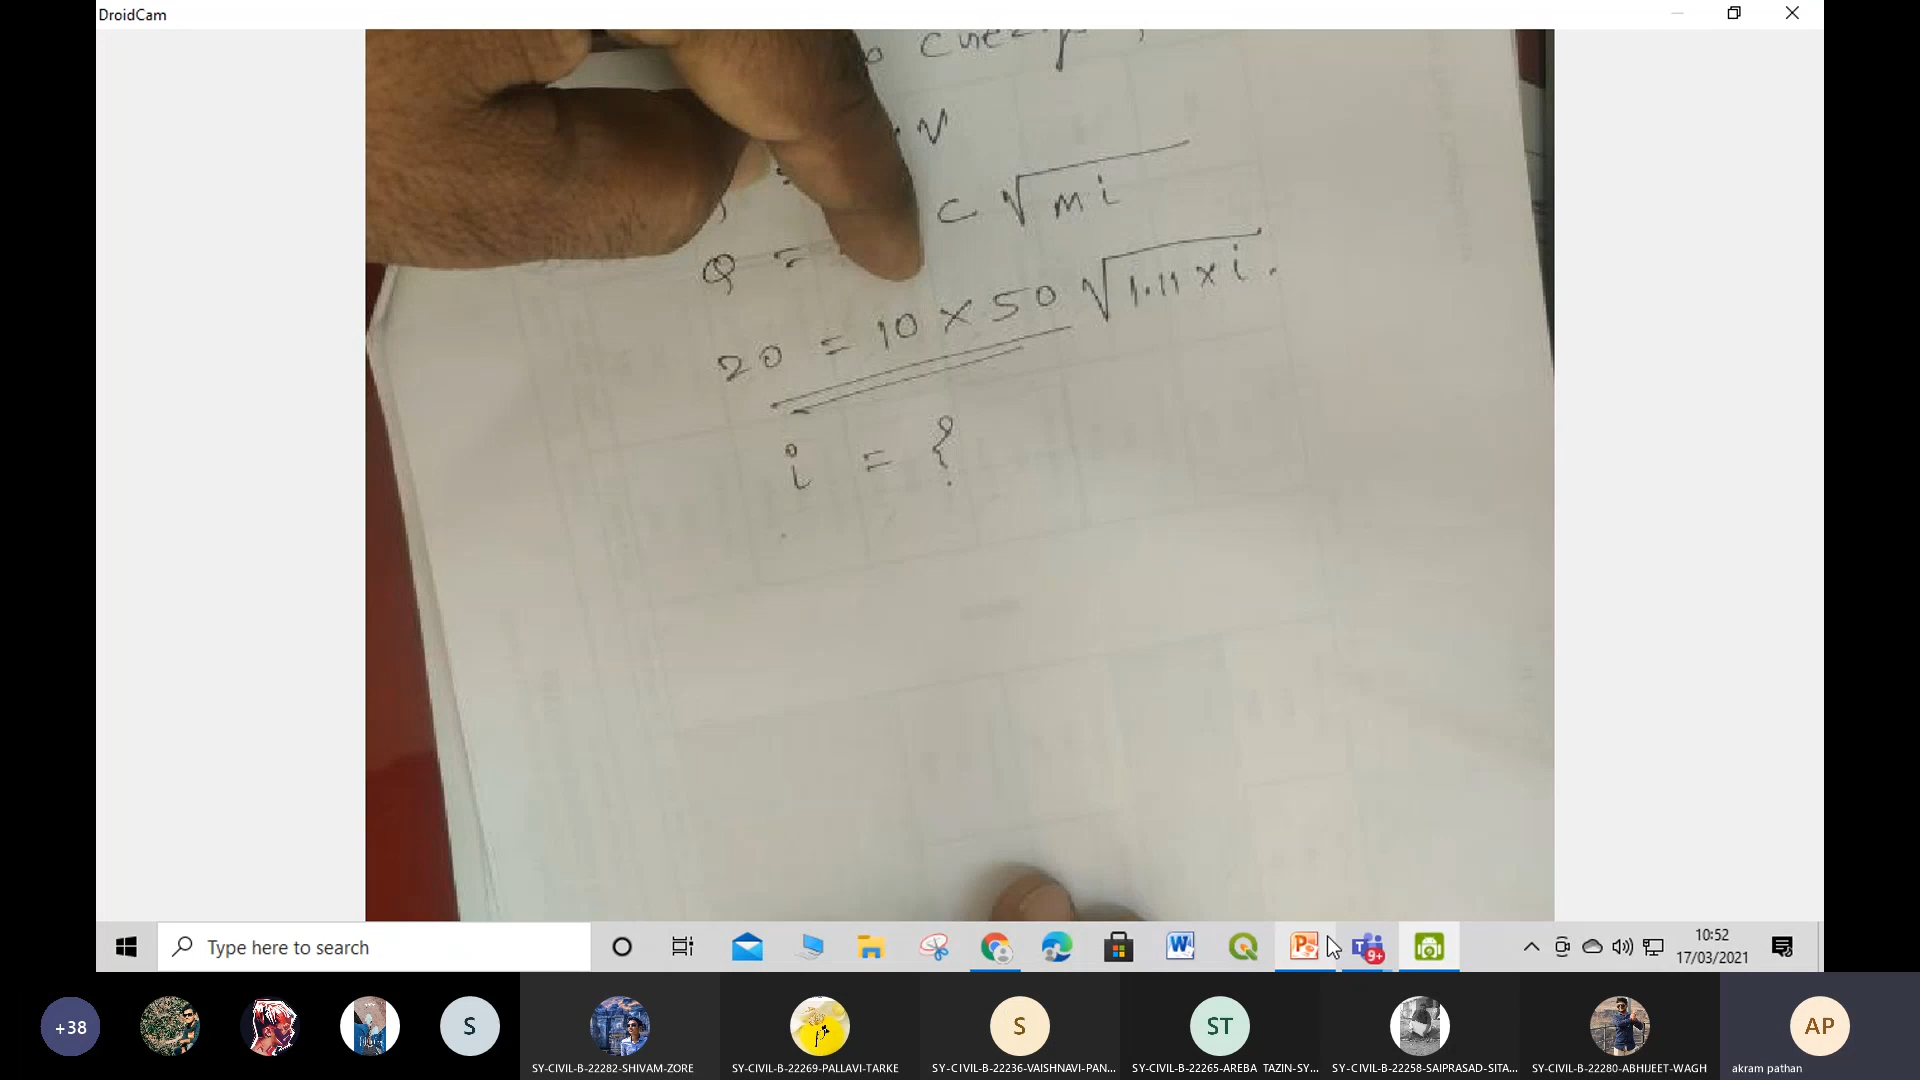 DroidCam
V
C √mi
Q =
20 = 10 × 50 √1.11 × i .
i = ?
Type here to search
10:52
17/03/2021
9+
+38
S
S
ST
AP
SY-CIVIL-B-22282-SHIVAM-ZORE
SY-CIVIL-B-22269-PALLAVI-TARKE
SY-CIVIL-B-22236-VAISHNAVI-PAN...
SY-CIVIL-B-22265-AREBA TAZIN-SY...
SY-CIVIL-B-22258-SAIPRASAD-SITA...
SY-CIVIL-B-22280-ABHIJEET-WAGH
akram pathan